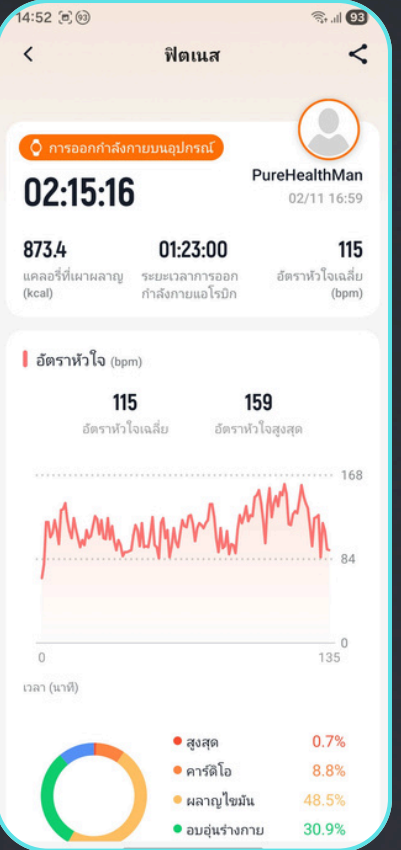 14:52 93
93
ฟิตเนส
การออกกำลังกายบนอุปกรณ์
02:15:16
PureHealthMan
02/11 16:59
873.4 01:23:00 115
แคลอรี่ที่เผาผลาญ ระยะเวลาการออก อัตราหัวใจเฉลี่ย
(kcal) กำลังกายแอโรบิก (bpm)
อัตราหัวใจ (bpm)
115 159
อัตราหัวใจเฉลี่ย อัตราหัวใจสูงสุด
168
84
0
0 135
เวลา (นาที)
สูงสุด 0.7%
คาร์ดิโอ 8.8%
ผลาญไขมัน 48.5%
อบอุ่นร่างกาย 30.9%